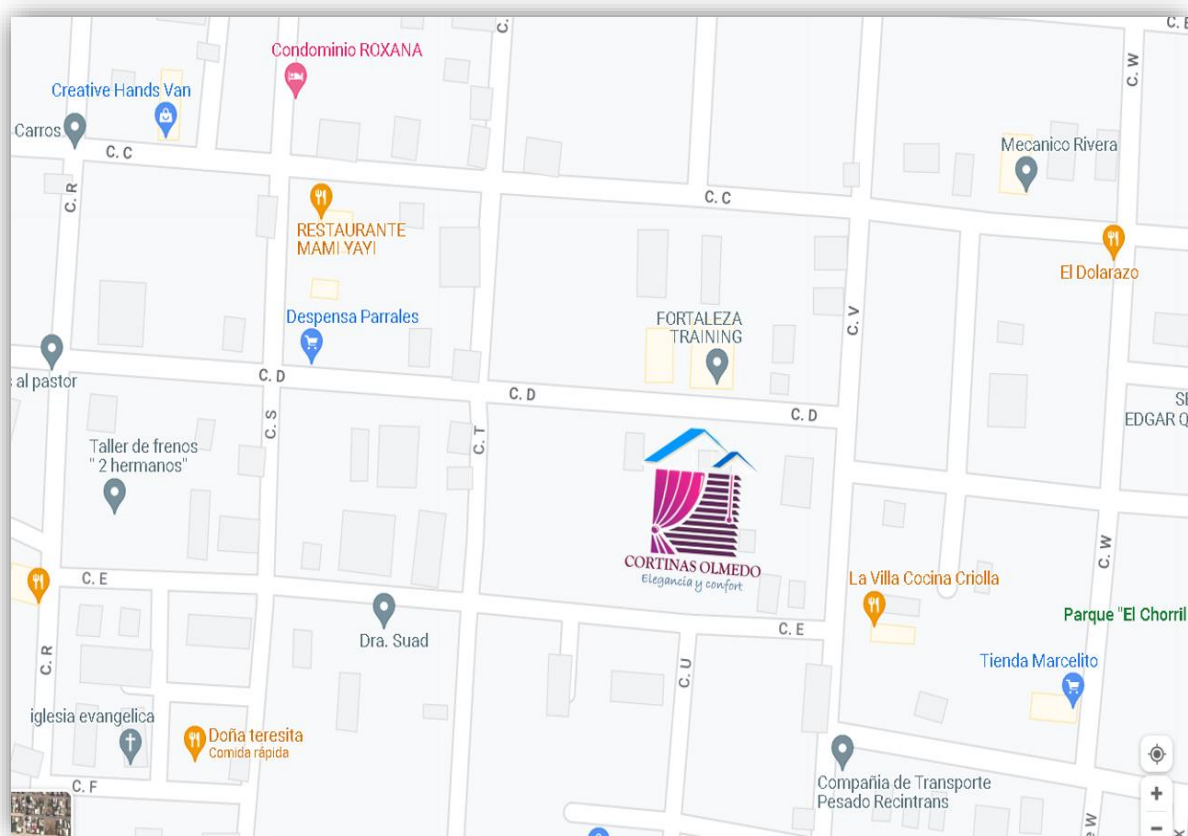 C. E
C.
C. W
Condominio ROXANA
Creative Hands Van
Carros
C. C
Mecanico Rivera
C. R
C. C
RESTAURANTE
MAMI YAYI
El Dolarazo
Despensa Parrales
FORTALEZA
TRAINING
C. V
s al pastor
C. D
C. D
C. D
SE
EDGAR Q
C. S
C. T
Taller de frenos
" 2 hermanos"
CORTINAS OLMEDO
Elegancia y confort
C. W
C. E
La Villa Cocina Criolla
Parque "El Chorril
Dra. Suad
C. E
C. R
C. U
Tienda Marcelito
iglesia evangelica
Doña teresita
Comida rápida
Compañia de Transporte
Pesado Recintrans
C. F
e W